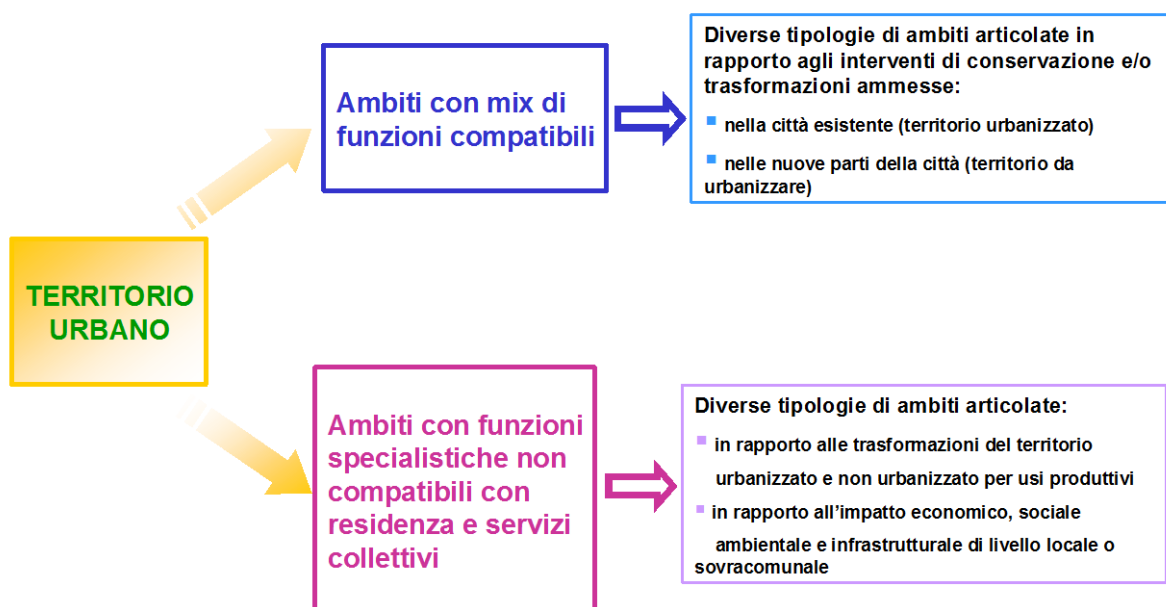 TERRITORIO
URBANO
Ambiti con mix di
funzioni compatibili
Diverse tipologie di ambiti articolate in
rapporto agli interventi di conservazione e/o
trasformazioni ammesse:
nella città esistente (territorio urbanizzato)
nelle nuove parti della città (territorio da
urbanizzare)
Ambiti con funzioni
specialistiche non
compatibili con
residenza e servizi
collettivi
Diverse tipologie di ambiti articolate:
in rapporto alle trasformazioni del territorio
urbanizzato e non urbanizzato per usi produttivi
in rapporto all'impatto economico, sociale
ambientale e infrastrutturale di livello locale o
sovracomunale